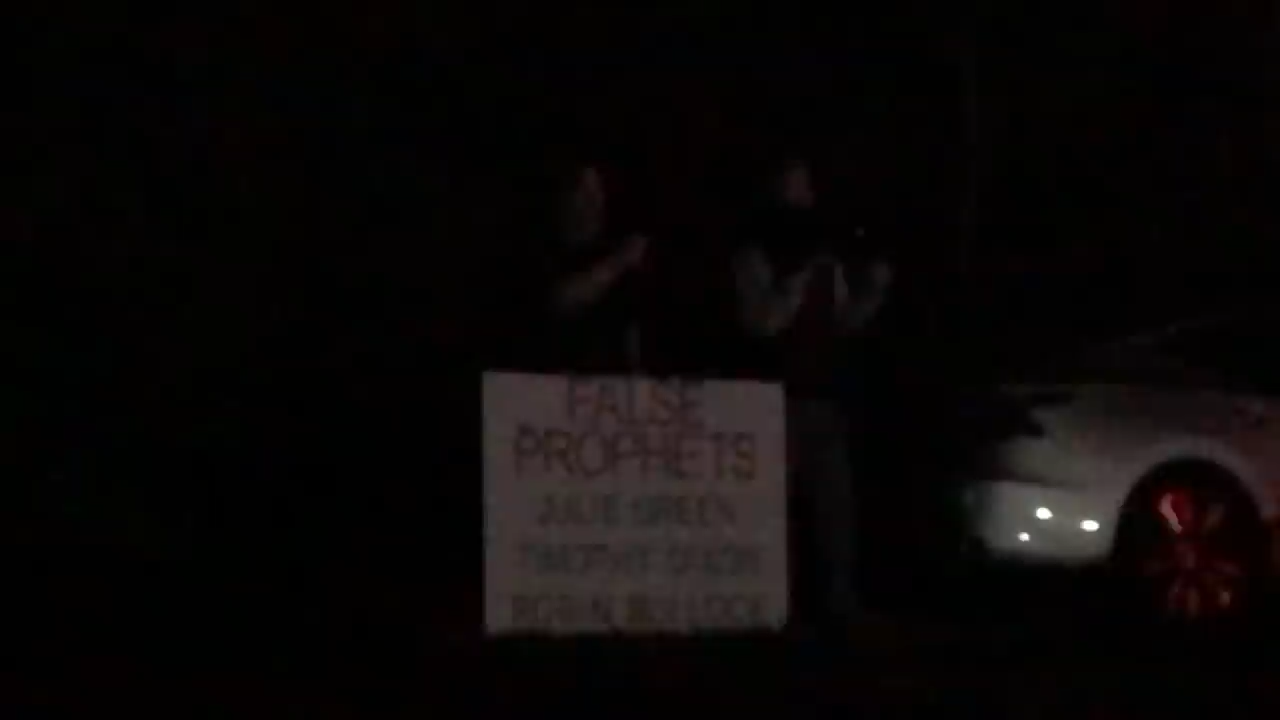 FALSE
PROPHETS
JULIE GREEN
TIMOTHY DIXON
ROBIN BULLOCK